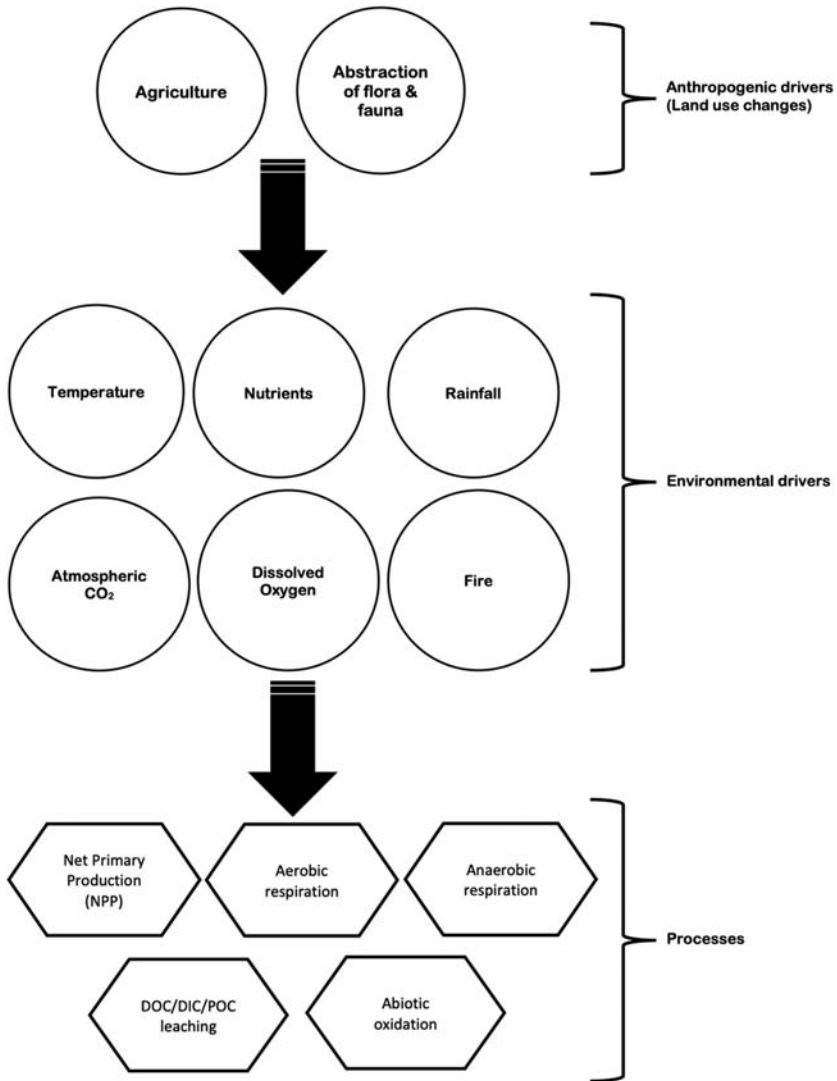 Agriculture
Abstraction
of flora &
fauna
Anthropogenic drivers
(Land use changes)
Temperature
Nutrients
Rainfall
Environmental drivers
Atmospheric
CO₂
Dissolved
Oxygen
Fire
Net Primary
Production
(NPP)
Aerobic
respiration
Anaerobic
respiration
Processes
DOC/DIC/POC
leaching
Abiotic
oxidation